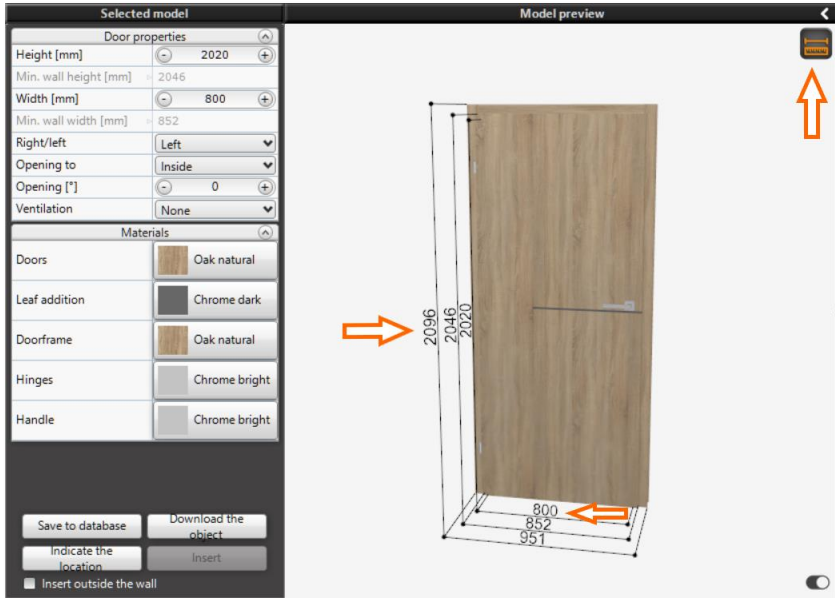 Selected model
Model preview
Door properties
Height [mm] - 2020 +
Min. wall height [mm] 2046
Width [mm] - 800 +
Min. wall width [mm] 852
Right/left Left
Opening to Inside
Opening [°] - 0 +
Ventilation None
Materials
Doors Oak natural
Leaf addition Chrome dark
Doorframe Oak natural
Hinges Chrome bright
Handle Chrome bright
Save to database
Download the
object
Indicate the
location
Insert
Insert outside the wall
2096
2046
2020
800
852
951